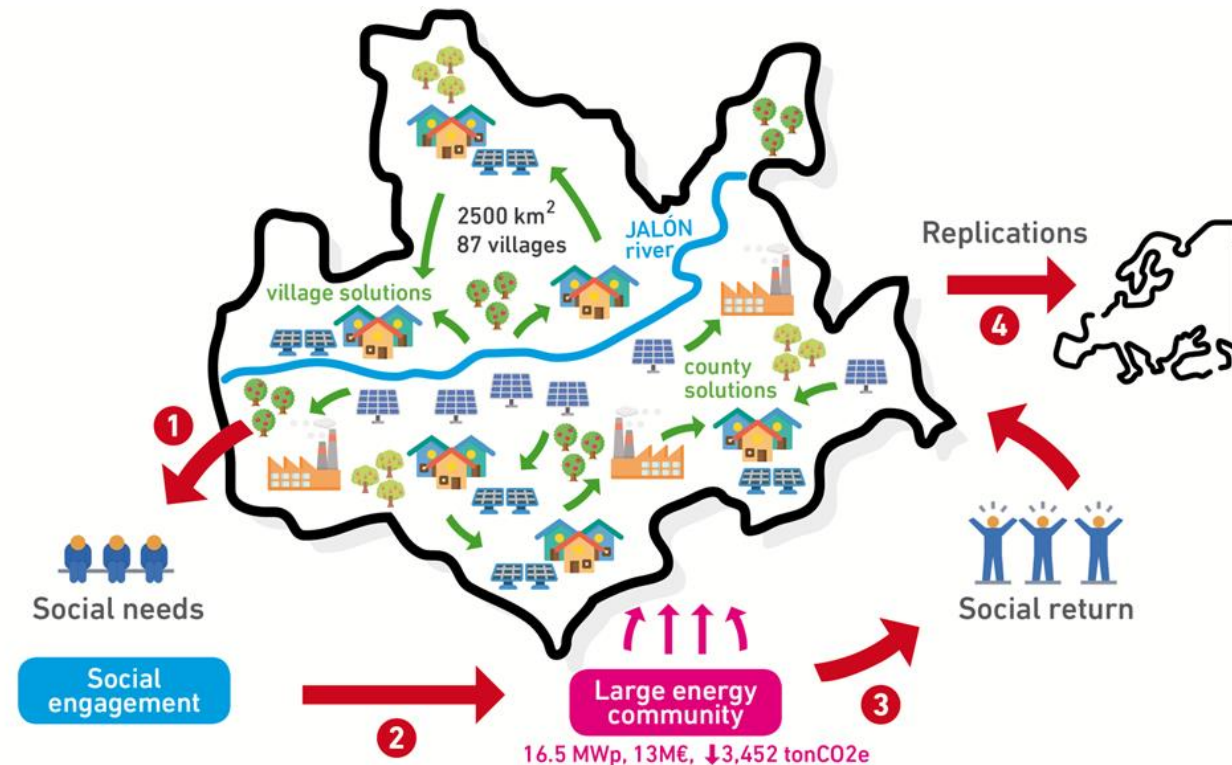 2500 km²
87 villages
JALÓN
river
Replications
4
village solutions
county
solutions
1
Social needs
Social return
Social
engagement
2
Large energy
community
3
16.5 MWp, 13M€, ⬇3,452 tonCO2e